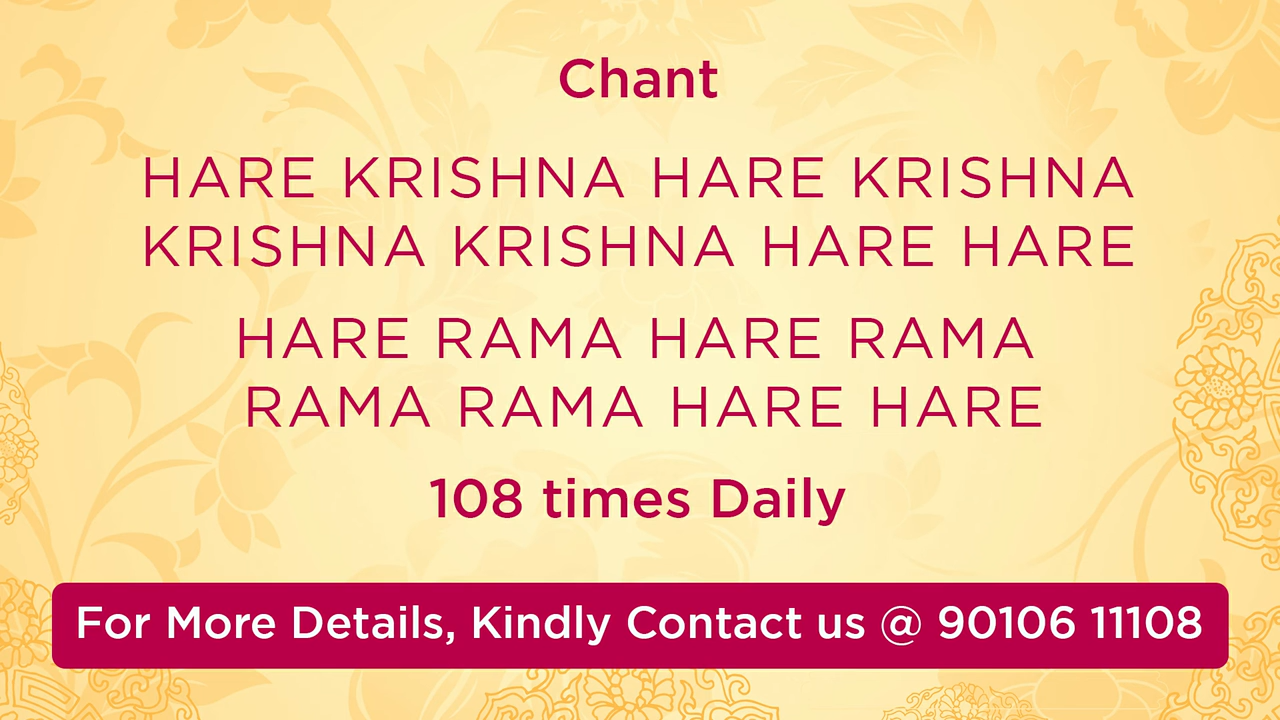 Chant
HARE KRISHNA HARE KRISHNA
KRISHNA KRISHNA HARE HARE
HARE RAMA HARE RAMA
RAMA RAMA HARE HARE
108 times Daily
For More Details, Kindly Contact us @ 90106 11108